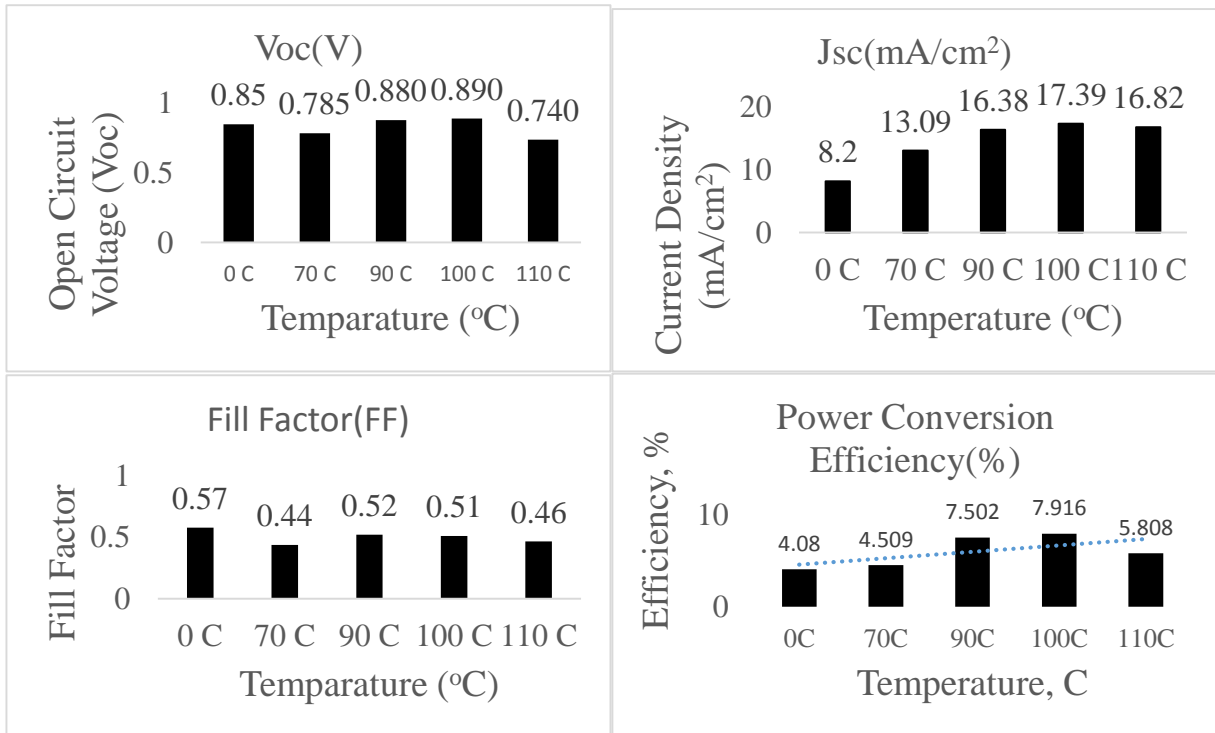 Voc(V)
0.85 0.785 0.880 0.890 0.740
1
0.5
0
Open Circuit
Voltage (Voc)
0 C 70 C 90 C 100 C 110 C
Temparature (ᵒC)
Jsc(mA/cm²)
8.2 13.09 16.38 17.39 16.82
20
10
0
Current Density
(mA/cm²)
0 C 70 C 90 C 100 C 110 C
Temperature (ᵒC)
Fill Factor(FF)
0.57 0.44 0.52 0.51 0.46
1
0.5
0
Fill Factor
0 C 70 C 90 C 100 C 110 C
Temparature (ᵒC)
Power Conversion
Efficiency(%)
4.08 4.509 7.502 7.916 5.808
10
0
Efficiency, %
0C 70C 90C 100C 110C
Temperature, C